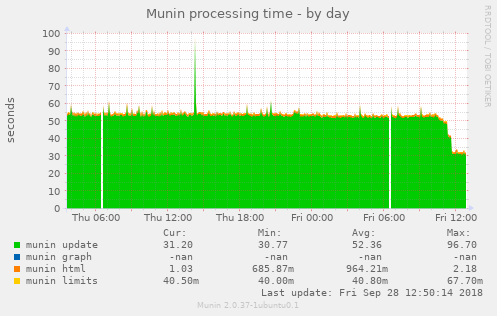 Munin processing time - by day
RRDTOOL / TOBI OETIKER
seconds
100
90
80
70
60
50
40
30
20
10
0
Thu 06:00 Thu 12:00 Thu 18:00 Fri 00:00 Fri 06:00 Fri 12:00
Cur: Min: Avg: Max:
munin update 31.20 30.77 52.36 96.70
munin graph -nan -nan -nan -nan
munin html 1.03 685.87m 964.21m 2.18
munin limits 40.50m 40.00m 40.80m 67.70m
Last update: Fri Sep 28 12:50:14 2018
Munin 2.0.37-1ubuntu0.1